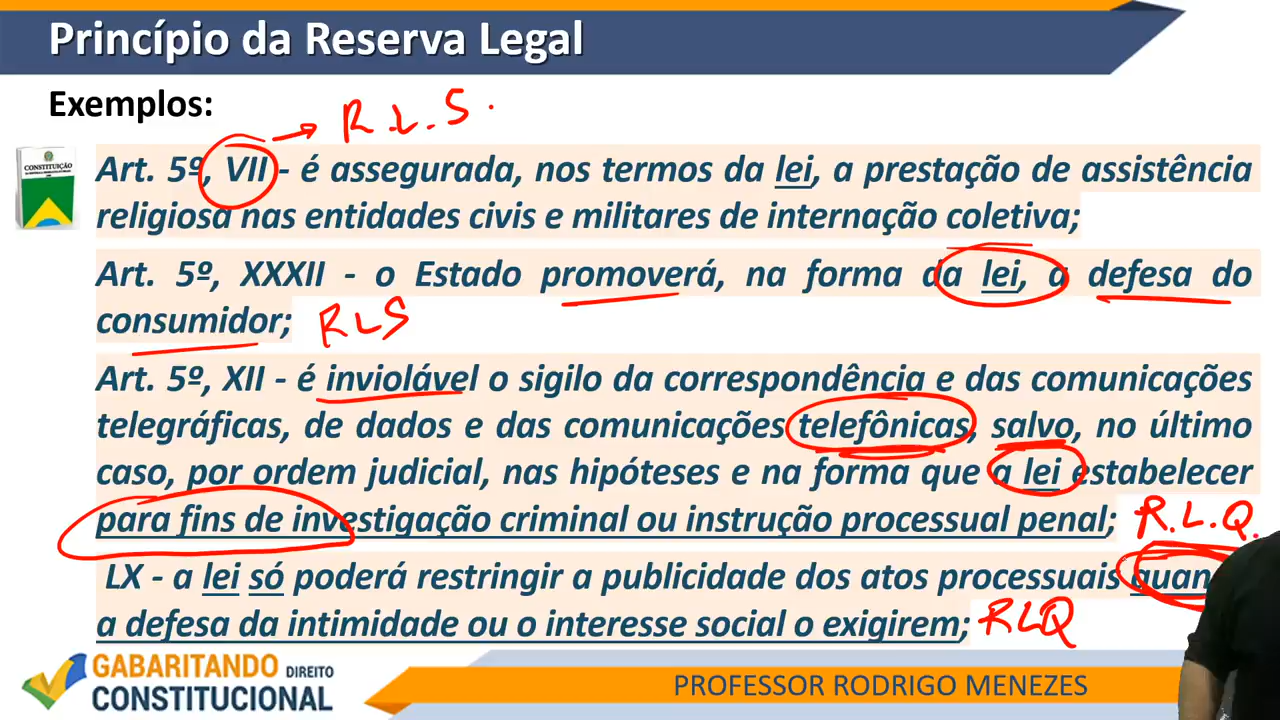 Princípio da Reserva Legal
Exemplos:
R.L.S.
CONSTITUIÇÃO
Art. 5º, VII - é assegurada, nos termos da lei, a prestação de assistência
religiosa nas entidades civis e militares de internação coletiva;
Art. 5º, XXXII - o Estado promoverá, na forma da lei, a defesa do
consumidor; RLS
Art. 5º, XII - é inviolável o sigilo da correspondência e das comunicações
telegráficas, de dados e das comunicações telefônicas, salvo, no último
caso, por ordem judicial, nas hipóteses e na forma que a lei estabelecer
para fins de investigação criminal ou instrução processual penal; R.L.Q.
LX - a lei só poderá restringir a publicidade dos atos processuais
a defesa da intimidade ou o interesse social o exigirem; RLQ
GABARITANDO DIREITO
CONSTITUCIONAL
PROFESSOR RODRIGO MENEZES